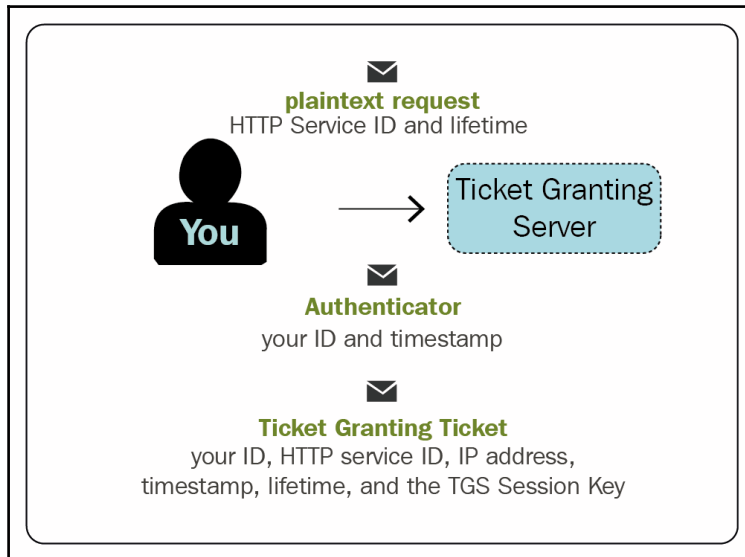 plaintext request
HTTP Service ID and lifetime
You
Ticket Granting
Server
Authenticator
your ID and timestamp
Ticket Granting Ticket
your ID, HTTP service ID, IP address,
timestamp, lifetime, and the TGS Session Key